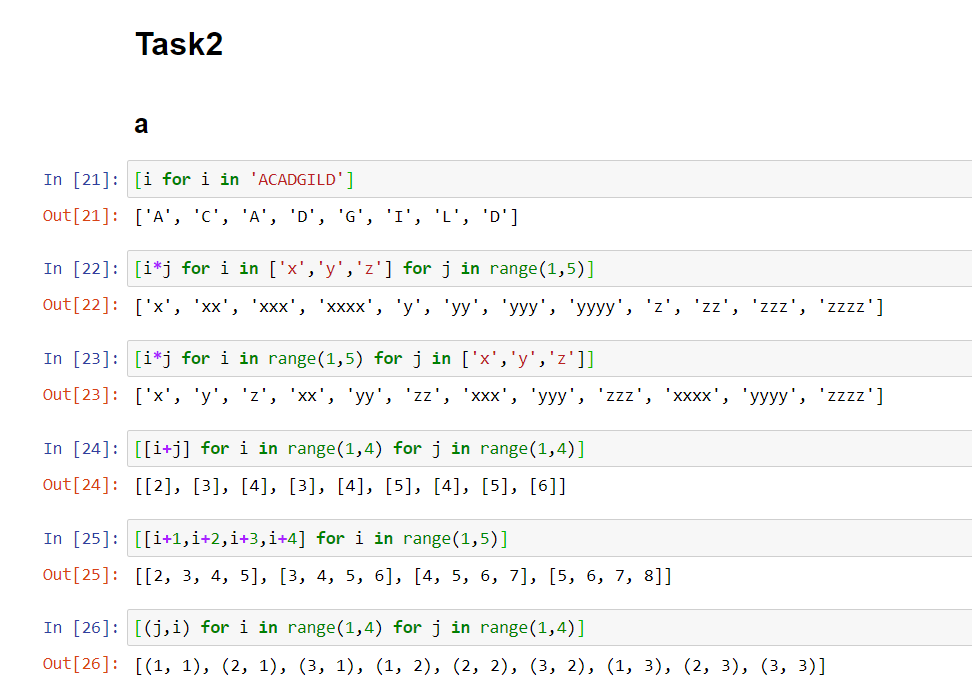 Task2
a
In [21]: [i for i in 'ACADGILD']
Out[21]: ['A', 'C', 'A', 'D', 'G', 'I', 'L', 'D']
In [22]: [i*j for i in ['x','y','z'] for j in range(1,5)]
Out[22]: ['x', 'xx', 'xxx', 'xxxx', 'y', 'yy', 'yyy', 'yyyy', 'z', 'zz', 'zzz', 'zzzz']
In [23]: [i*j for i in range(1,5) for j in ['x','y','z']]
Out[23]: ['x', 'y', 'z', 'xx', 'yy', 'zz', 'xxx', 'yyy', 'zzz', 'xxxx', 'yyyy', 'zzzz']
In [24]: [[i+j] for i in range(1,4) for j in range(1,4)]
Out[24]: [[2], [3], [4], [3], [4], [5], [4], [5], [6]]
In [25]: [[i+1,i+2,i+3,i+4] for i in range(1,5)]
Out[25]: [[2, 3, 4, 5], [3, 4, 5, 6], [4, 5, 6, 7], [5, 6, 7, 8]]
In [26]: [(j,i) for i in range(1,4) for j in range(1,4)]
Out[26]: [(1, 1), (2, 1), (3, 1), (1, 2), (2, 2), (3, 2), (1, 3), (2, 3), (3, 3)]